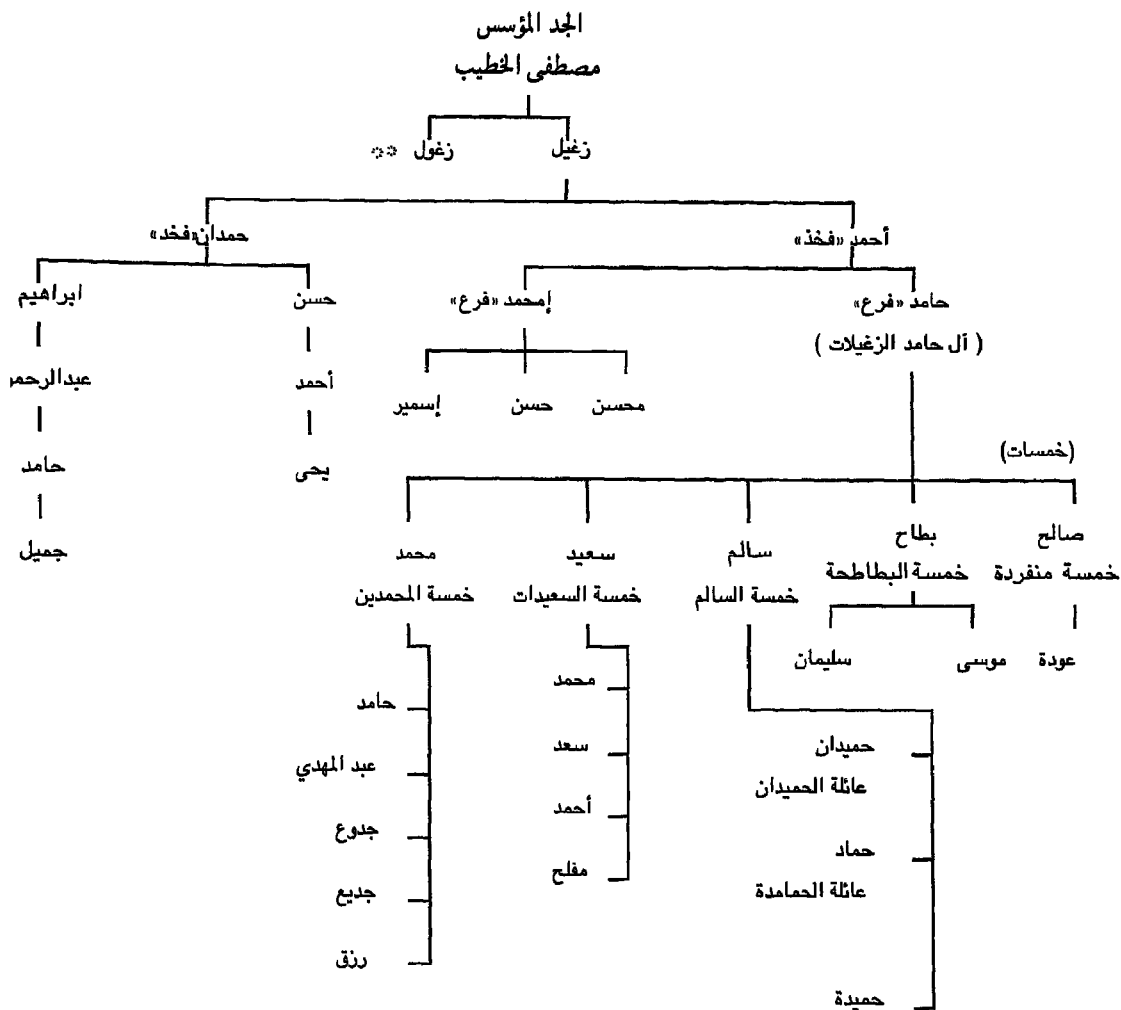 الجد المؤسس
مصطفى الخطيب
زغيل
زغول **
أحمد «فخذ»
حمدان «فخد»
حامد «فرع»
إمحمد «فرع»
حسن
ابراهيم
( آل حامد الزغيلات )
محسن
حسن
إسمير
أحمد
يحى
حامد
جميل
(خمسات)
صالح
بطاح
سالم
سعيد
محمد
خمسة منفردة
خمسة البطاطحة
خمسة السالم
خمسة السعيدات
خمسة المحمدين
عودة
موسى
سليمان
حميدان
عائلة الحميدان
حماد
عائلة الحمامدة
حميدة
محمد
سعد
أحمد
مفلح
حامد
عبد المهدي
جدوع
جديع
رزق